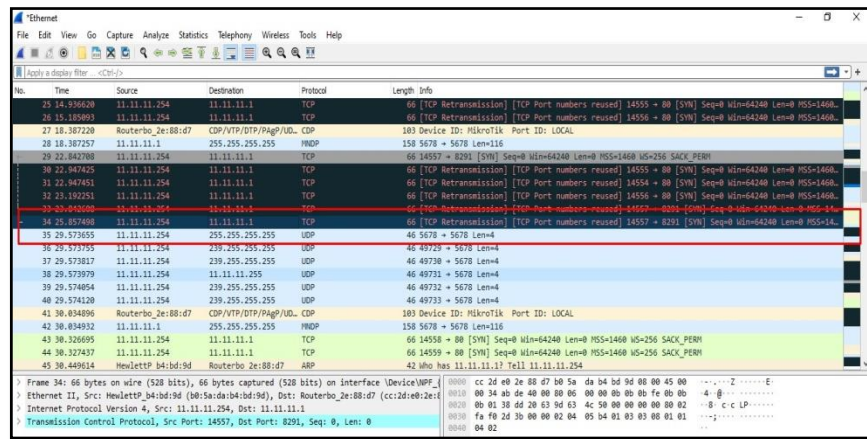 *Ethernet
File Edit View Go Capture Analyze Statistics Telephony Wireless Tools Help
Apply a display filter ... <Ctrl-/>
No. Time Source Destination Protocol Length Info
25 14.936620 11.11.11.254 11.11.11.1 TCP 66 [TCP Retransmission] [TCP Port numbers reused] 14555 → 80 [SYN] Seq=0 Win=64240 Len=0 MSS=1460…
26 15.185093 11.11.11.254 11.11.11.1 TCP 66 [TCP Retransmission] [TCP Port numbers reused] 14556 → 80 [SYN] Seq=0 Win=64240 Len=0 MSS=1460…
27 18.387220 Routerbo_2e:88:d7 CDP/VTP/DTP/PAgP/UD… CDP 103 Device ID: MikroTik Port ID: LOCAL
28 18.387257 11.11.11.1 255.255.255.255 MNDP 158 5678 → 5678 Len=116
29 22.842708 11.11.11.254 11.11.11.1 TCP 66 14557 → 8291 [SYN] Seq=0 Win=64240 Len=0 MSS=1460 WS=256 SACK_PERM
30 22.947425 11.11.11.254 11.11.11.1 TCP 66 [TCP Retransmission] [TCP Port numbers reused] 14555 → 80 [SYN] Seq=0 Win=64240 Len=0 MSS=1460…
31 22.947451 11.11.11.254 11.11.11.1 TCP 66 [TCP Retransmission] [TCP Port numbers reused] 14554 → 80 [SYN] Seq=0 Win=64240 Len=0 MSS=1460…
32 23.192251 11.11.11.254 11.11.11.1 TCP 66 [TCP Retransmission] [TCP Port numbers reused] 14556 → 80 [SYN] Seq=0 Win=64240 Len=0 MSS=1460…
11.11.11.254 11.11.11.1 TCP 66 [TCP Retransmission] [TCP Port numbers reused] 14557 → 8291 [SYN] Seq=0 Win=64240 Len=0 MSS=14…
34 25.857498 11.11.11.254 11.11.11.1 TCP 66 [TCP Retransmission] [TCP Port numbers reused] 14557 → 8291 [SYN] Seq=0 Win=64240 Len=0 MSS=14…
35 29.573655 11.11.11.254 255.255.255.255 UDP 46 5678 → 5678 Len=4
36 29.573755 11.11.11.254 239.255.255.255 UDP 46 49729 → 5678 Len=4
37 29.573817 11.11.11.254 239.255.255.255 UDP 46 49730 → 5678 Len=4
38 29.573979 11.11.11.254 11.11.11.255 UDP 46 49731 → 5678 Len=4
39 29.574054 11.11.11.254 239.255.255.255 UDP 46 49732 → 5678 Len=4
40 29.574120 11.11.11.254 239.255.255.255 UDP 46 49733 → 5678 Len=4
41 30.034896 Routerbo_2e:88:d7 CDP/VTP/DTP/PAgP/UD… CDP 103 Device ID: MikroTik Port ID: LOCAL
42 30.034932 11.11.11.1 255.255.255.255 MNDP 158 5678 → 5678 Len=116
43 30.326695 11.11.11.254 11.11.11.1 TCP 66 14558 → 80 [SYN] Seq=0 Win=64240 Len=0 MSS=1460 WS=256 SACK_PERM
44 30.327437 11.11.11.254 11.11.11.1 TCP 66 14559 → 80 [SYN] Seq=0 Win=64240 Len=0 MSS=1460 WS=256 SACK_PERM
45 30.449614 HewlettP_b4:bd:9d Routerbo_2e:88:d7 ARP 42 Who has 11.11.11.1? Tell 11.11.11.254
Frame 34: 66 bytes on wire (528 bits), 66 bytes captured (528 bits) on interface \Device\NPF_{
Ethernet II, Src: HewlettP_b4:bd:9d (b0:5a:da:b4:bd:9d), Dst: Routerbo_2e:88:d7 (cc:2d:e0:2e:8
Internet Protocol Version 4, Src: 11.11.11.254, Dst: 11.11.11.1
Transmission Control Protocol, Src Port: 14557, Dst Port: 8291, Seq: 0, Len: 0
0000 cc 2d e0 2e 88 d7 b0 5a da b4 bd 9d 08 00 45 00
0010 00 34 ab de 40 00 80 06 00 00 0b 0b 0b fe 0b 0b
0020 0b 01 38 dd 20 63 9d 63 4c 50 00 00 00 00 80 02
0030 fa f0 2d 3b 00 00 02 04 05 b4 01 03 03 08 01 01
0040 04 02